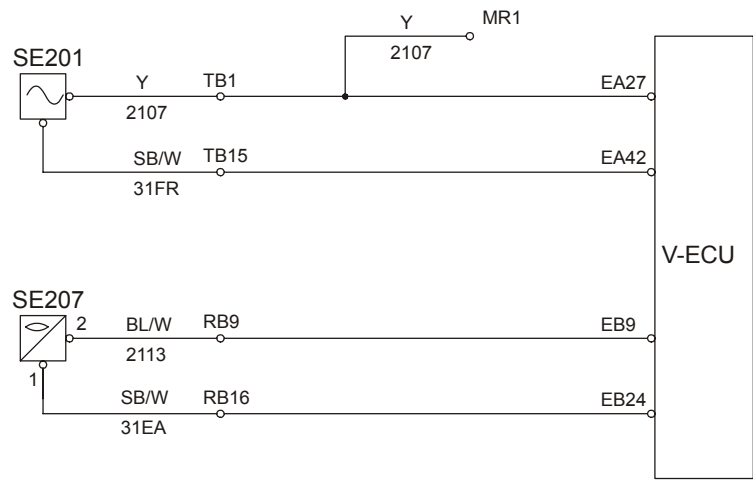 Y MR1
2107
SE201
Y TB1 EA27
2107
SB/W TB15 EA42
31FR
V-ECU
SE207
2 BL/W RB9 EB9
2113
1
SB/W RB16 EB24
31EA